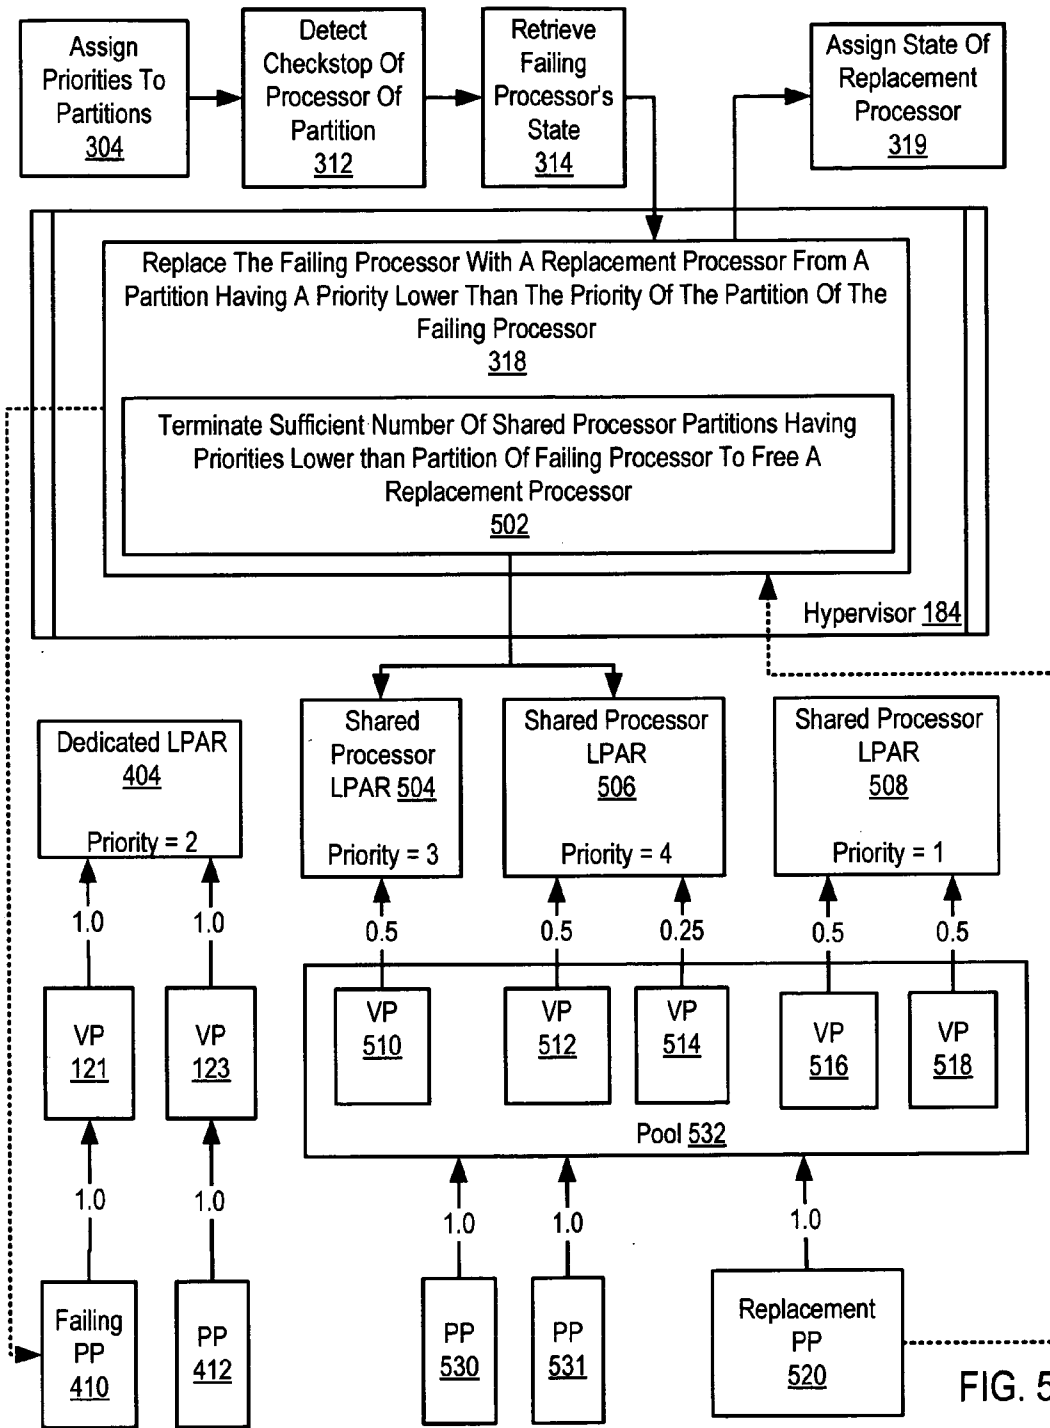 Assign
Priorities To
Partitions
304
Detect
Checkstop Of
Processor Of
Partition
312
Retrieve
Failing
Processor's
State
314
Assign State Of
Replacement
Processor
319
Replace The Failing Processor With A Replacement Processor From A
Partition Having A Priority Lower Than The Priority Of The Partition Of The
Failing Processor
318
Terminate Sufficient Number Of Shared Processor Partitions Having
Priorities Lower than Partition Of Failing Processor To Free A
Replacement Processor
502
Hypervisor 184
Dedicated LPAR
404
Priority = 2
Shared
Processor
LPAR 504
Priority = 3
Shared Processor
LPAR
506
Priority = 4
Shared Processor
LPAR
508
Priority = 1
1.0
1.0
0.5
0.5
0.25
0.5
0.5
VP
121
VP
123
VP
510
VP
512
VP
514
VP
516
VP
518
Pool 532
1.0
1.0
1.0
1.0
1.0
Failing
PP
410
PP
412
PP
530
PP
531
Replacement
PP
520
FIG. 5